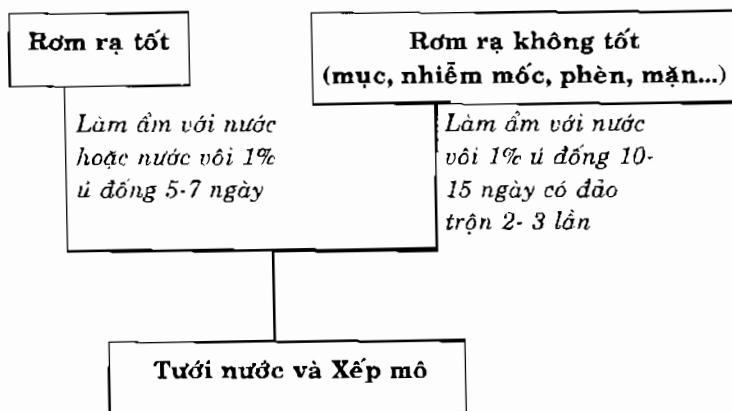 Rơm rạ tốt
Rơm rạ không tốt
(mục, nhiễm mốc, phèn, mặn...)
Làm ẩm với nước
hoặc nước vôi 1%
ủ đống 5-7 ngày
Làm ẩm với nước
vôi 1% ủ đống 10-
15 ngày có đảo
trộn 2- 3 lần
Tưới nước và Xếp mô